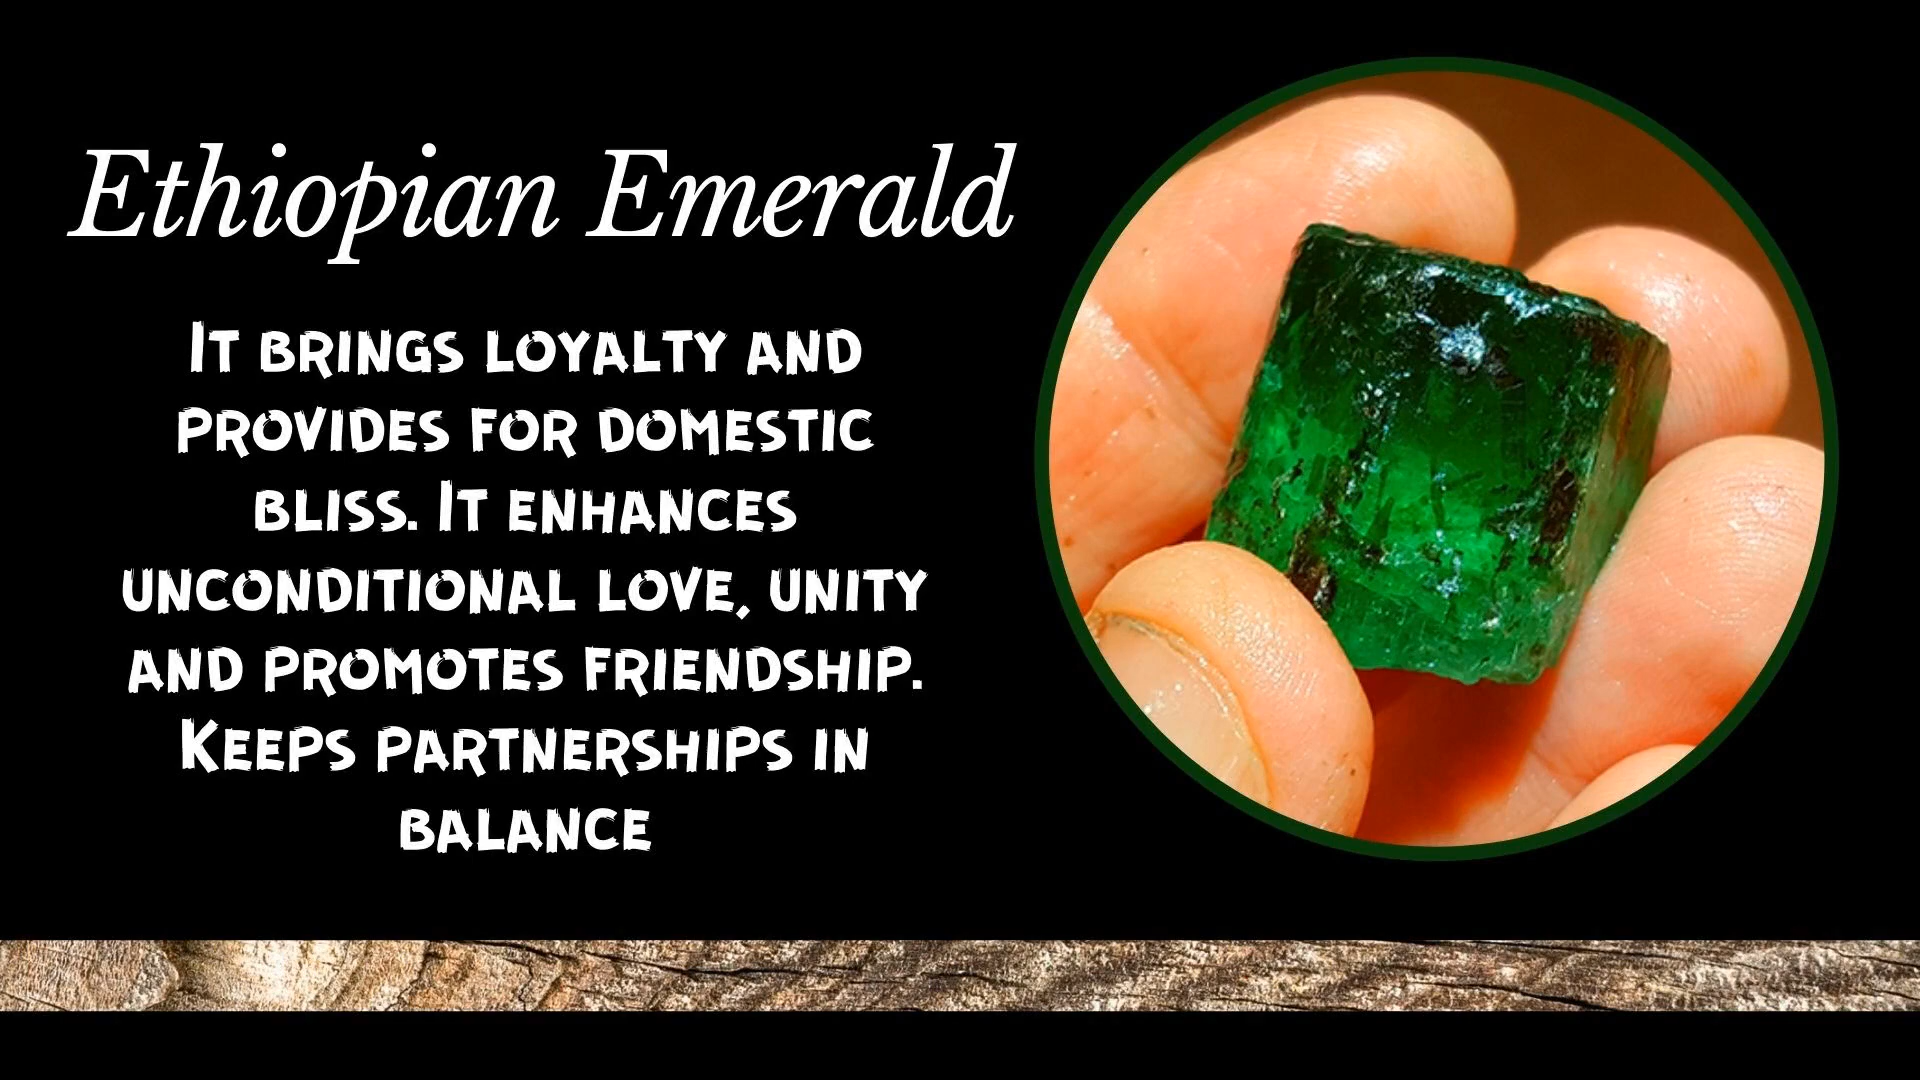 Ethiopian Emerald
It brings loyalty and
provides for domestic
bliss. It enhances
unconditional love, unity
and promotes friendship.
Keeps partnerships in
balance